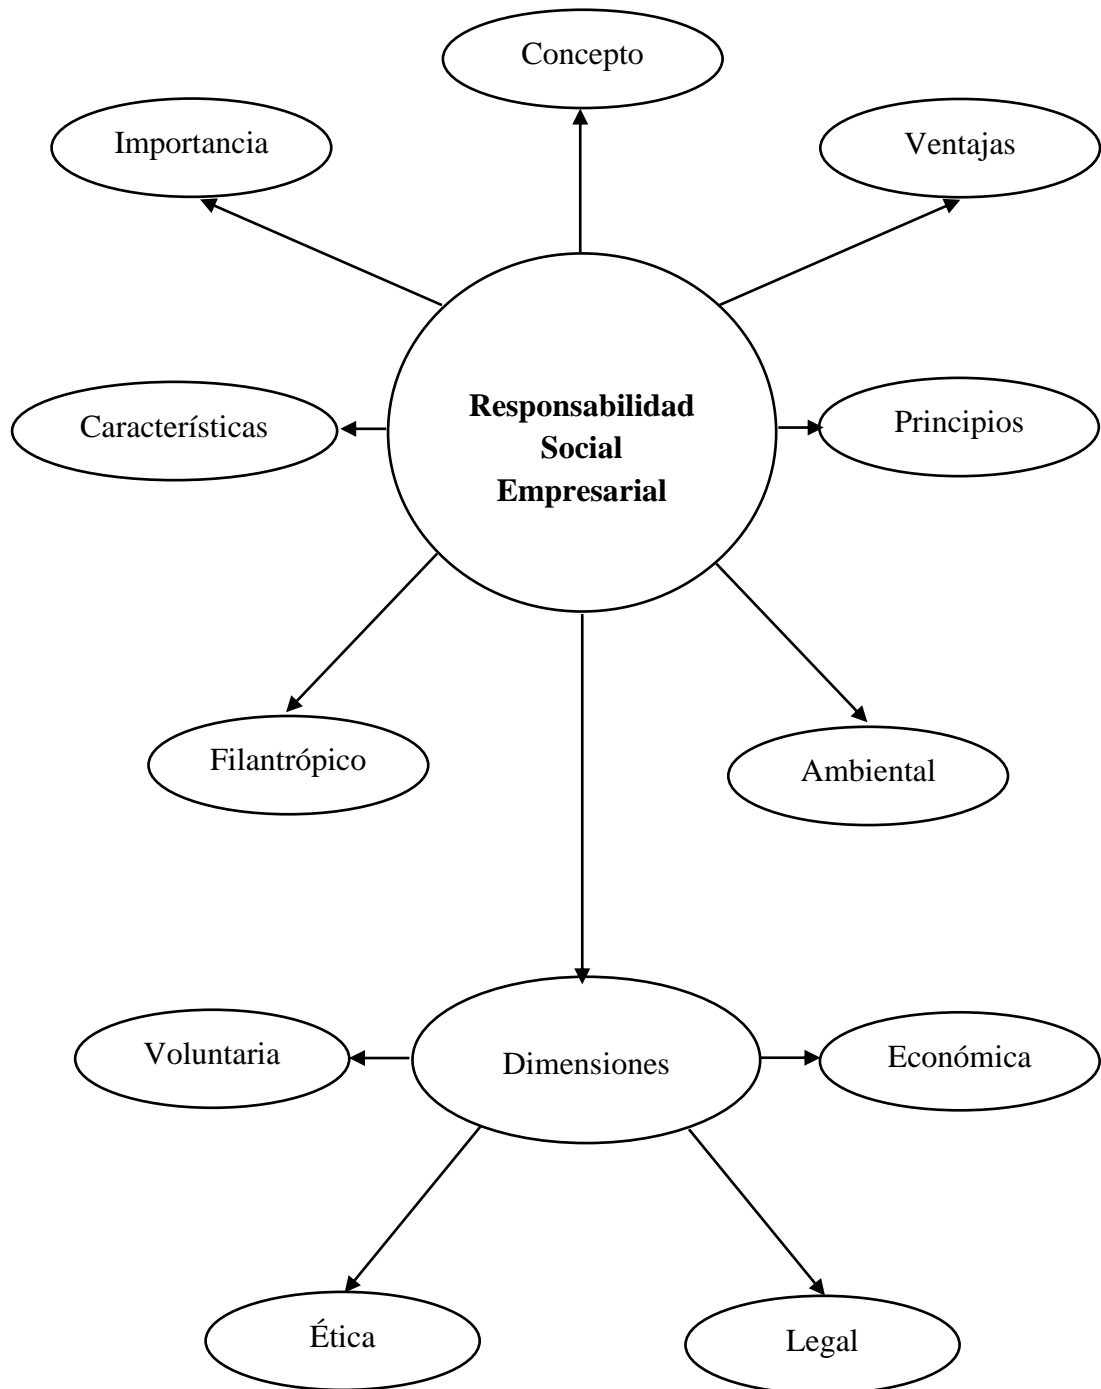 Concepto
Importancia
Ventajas
Responsabilidad
Social
Empresarial
Características
Principios
Filantrópico
Ambiental
Voluntaria
Dimensiones
Económica
Ética
Legal